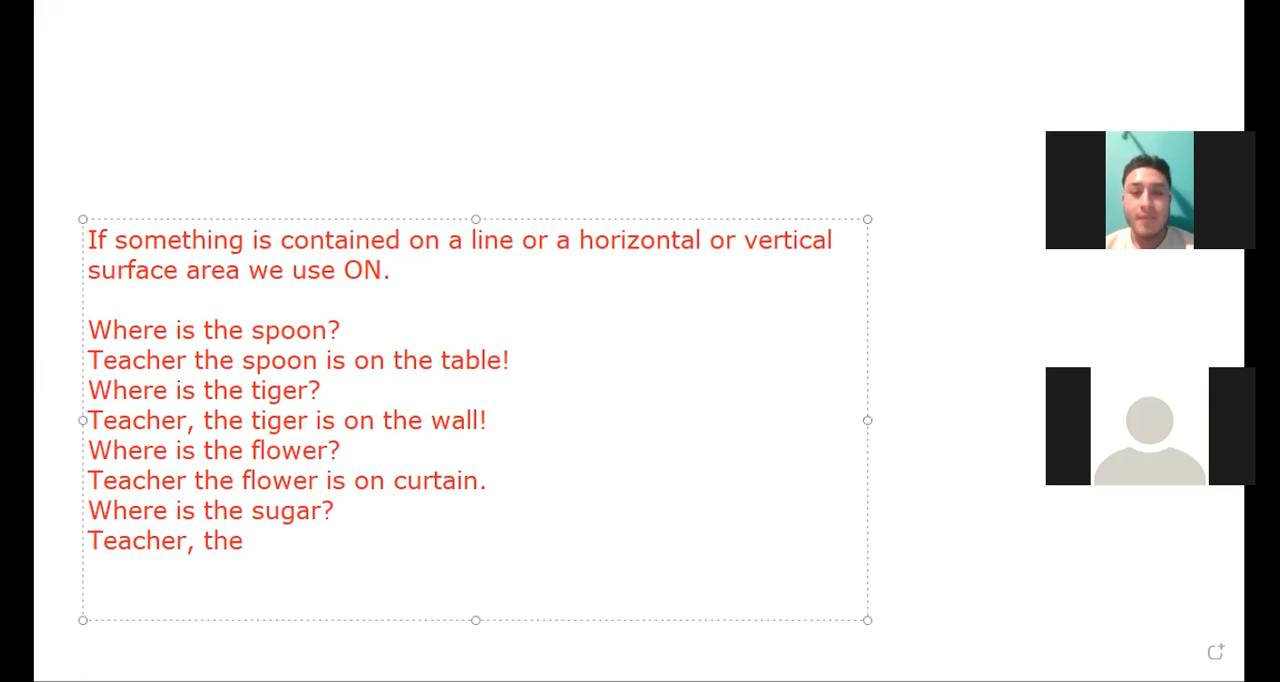 If something is contained on a line or a horizontal or vertical
surface area we use ON.
Where is the spoon?
Teacher the spoon is on the table!
Where is the tiger?
Teacher, the tiger is on the wall!
Where is the flower?
Teacher the flower is on curtain.
Where is the sugar?
Teacher, the